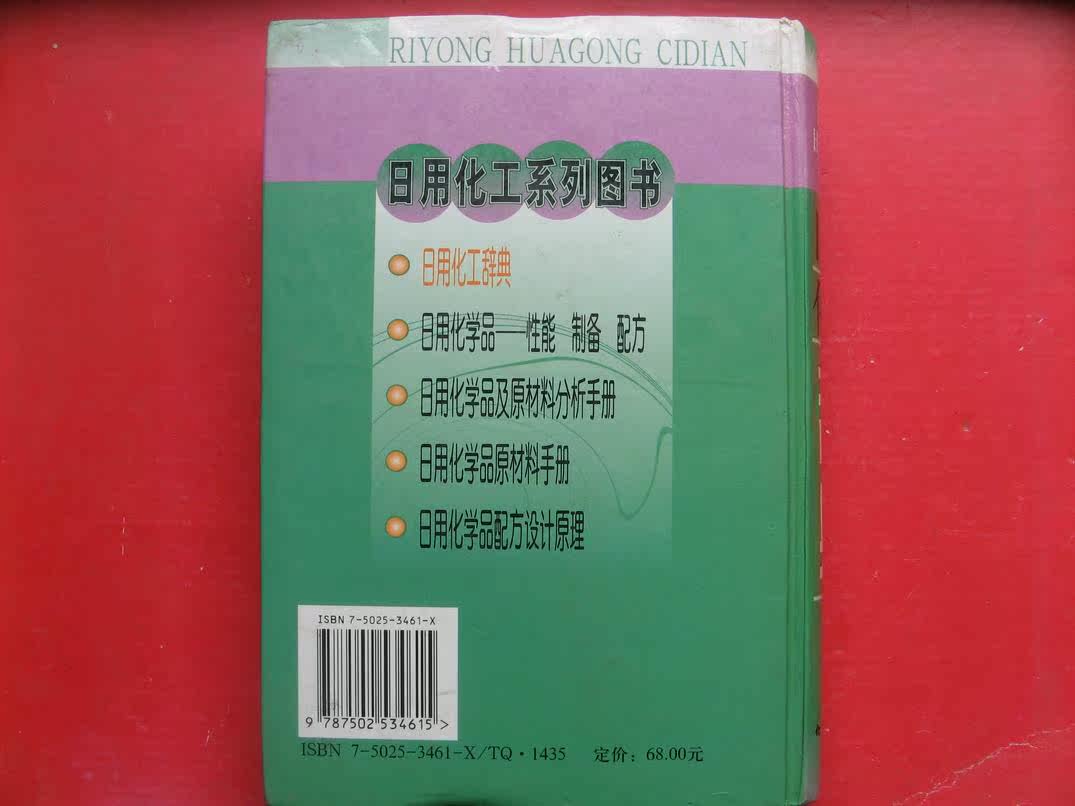 RIYONG HUAGONG CIDIAN
日用化工系列图书
日用化工辞典
日用化学品——性能 制备 配方
日用化学品及原材料分析手册
日用化学品原材料手册
日用化学品配方设计原理
ISBN 7-5025-3461-X
9 787502 534615 >
ISBN 7-5025-3461-X/TQ·1435 定价：68.00元